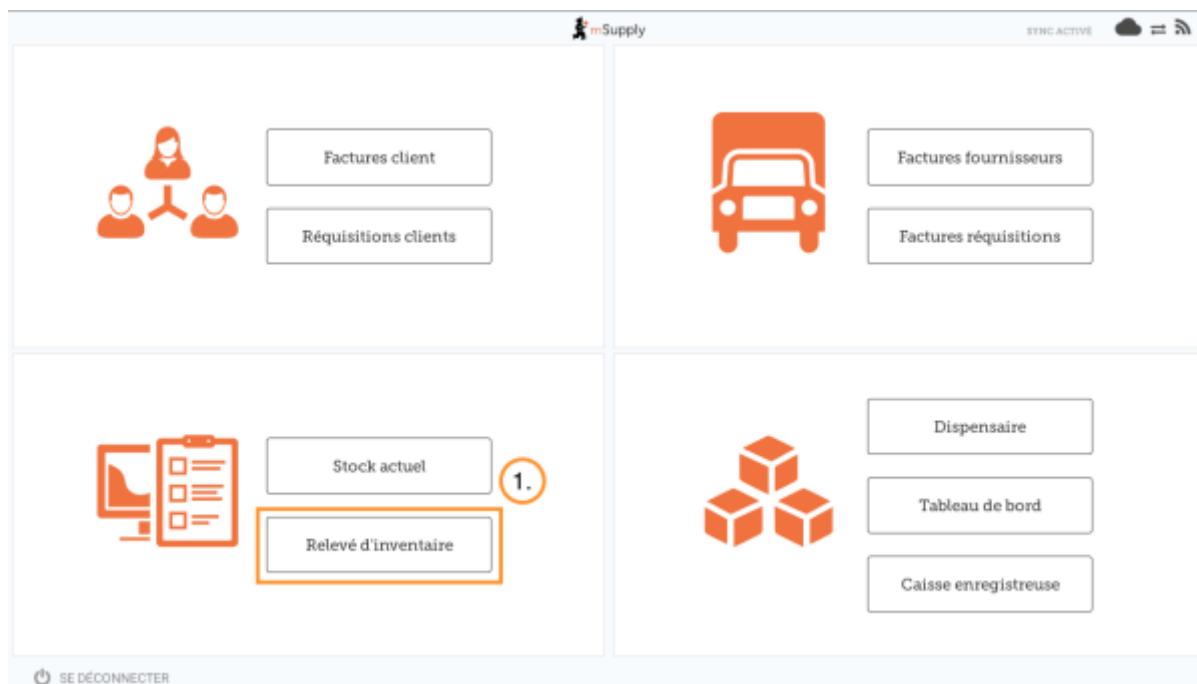 mSupply
SYNC ACTIVÉ
Factures client
Réquisitions clients
Factures fournisseurs
Factures réquisitions
Stock actuel
1.
Relevé d'inventaire
Dispensaire
Tableau de bord
Caisse enregistreuse
SE DÉCONNECTER